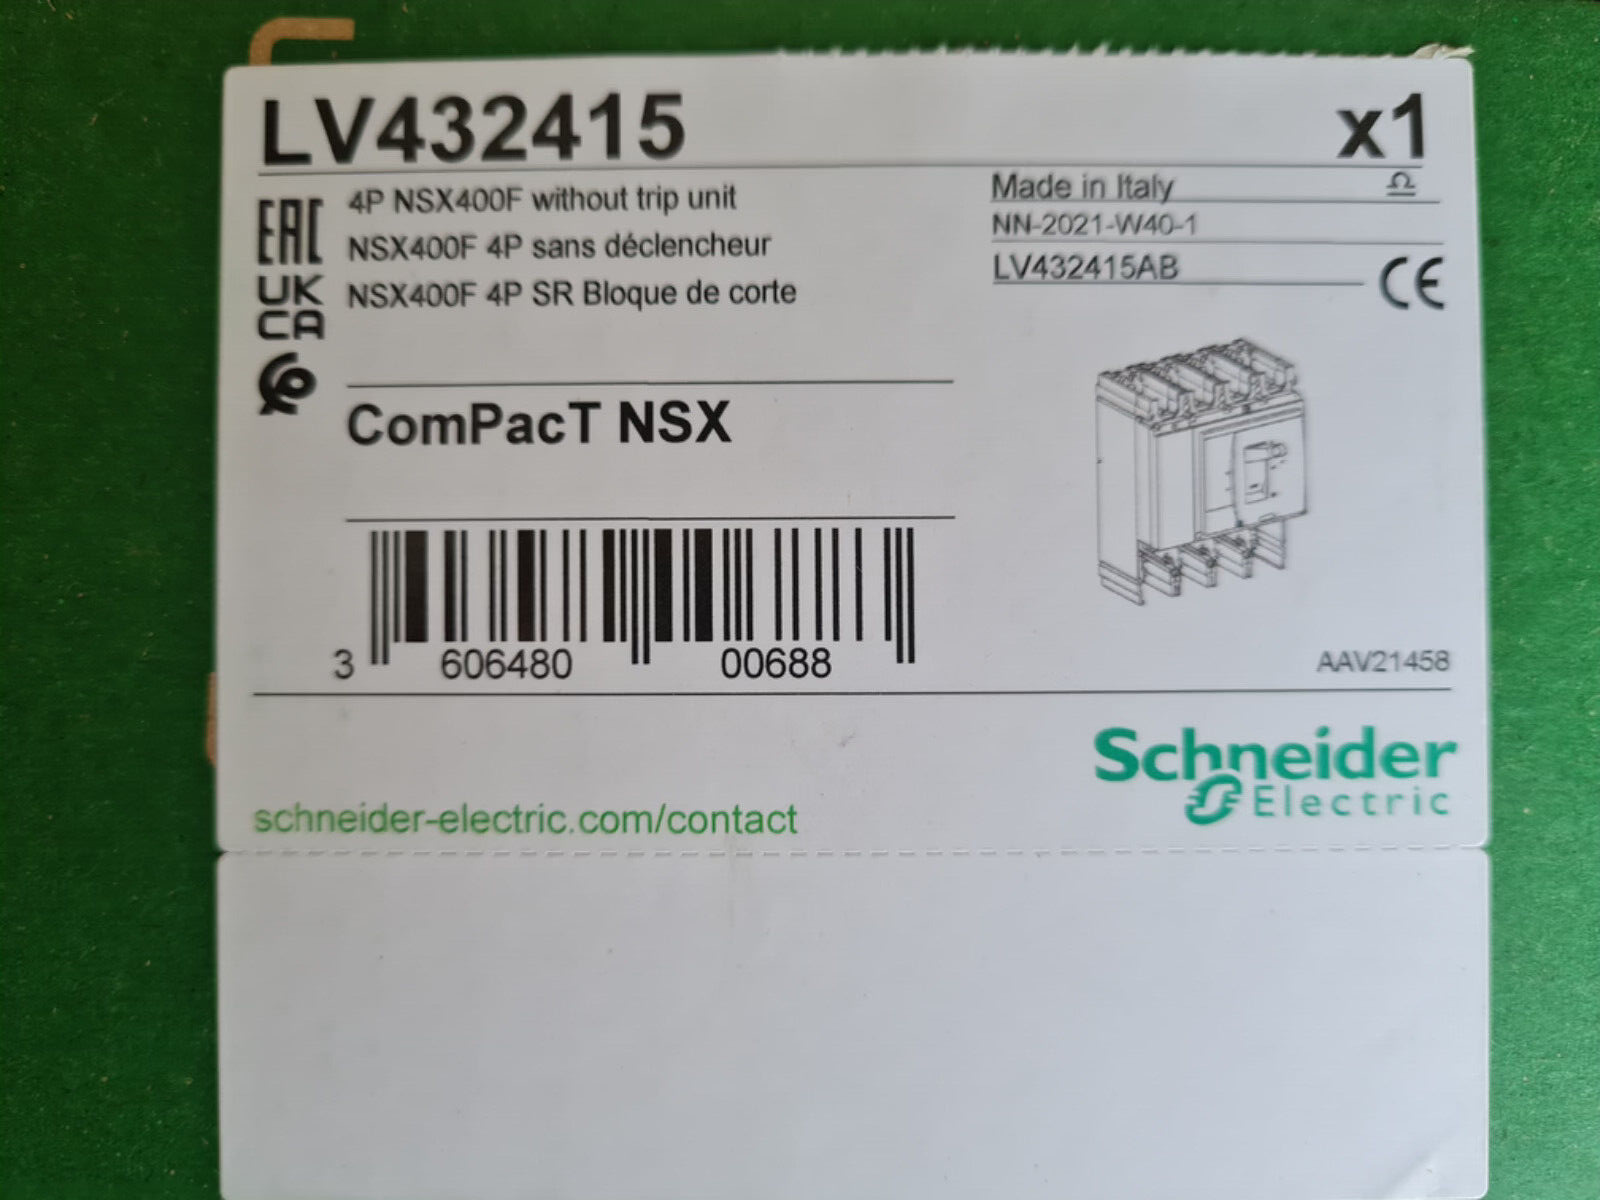 LV432415
x1
4P NSX400F without trip unit
NSX400F 4P sans déclencheur
NSX400F 4P SR Bloque de corte
EAC
UK
CA
Made in Italy
NN-2021-W40-1
LV432415AB
CE
ComPacT NSX
3 606480 00688
AAV21458
Schneider
Electric
schneider-electric.com/contact